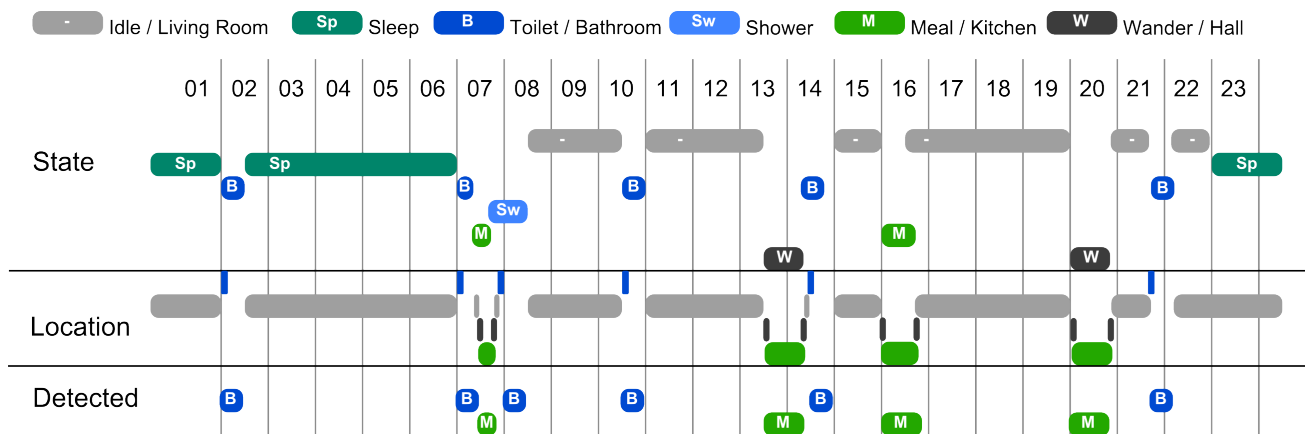 - Idle / Living Room Sp Sleep B Toilet / Bathroom Sw Shower M Meal / Kitchen W Wander / Hall
01 02 03 04 05 06 07 08 09 10 11 12 13 14 15 16 17 18 19 20 21 22 23
- - - - - -
State Sp Sp Sp
B B B B B
Sw
M M
W W
Location
Detected B B B B B B
M M M M